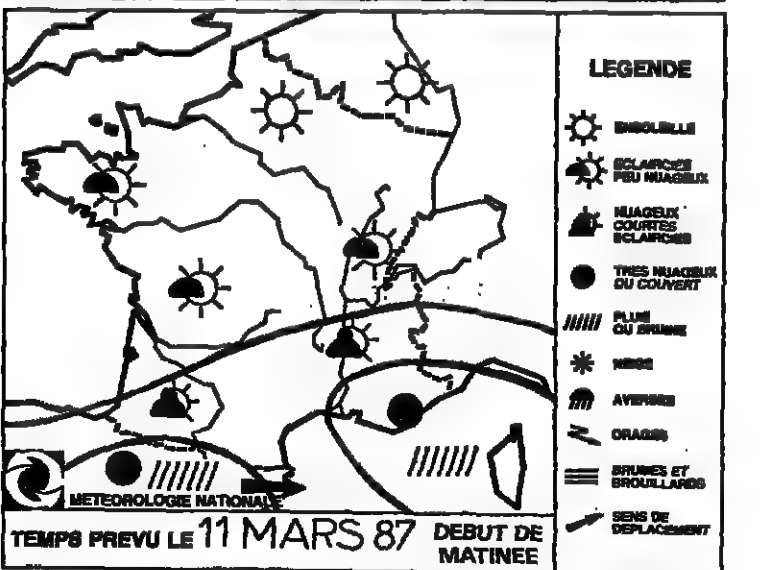 LEGENDE
ENSOLEILLE
ECLAIRCIES
PEU NUAGEUX
NUAGEUX
COURTES
ECLAIRCIES
TRES NUAGEUX
OU COUVERT
PLUIE
OU BRUINE
NEIGE
AVERSES
ORAGES
BRUMES ET
BROUILLARDS
SENS DE
DEPLACEMENT
METEOROLOGIE NATIONALE
TEMPS PREVU LE 11 MARS 87 DEBUT DE
MATINEE